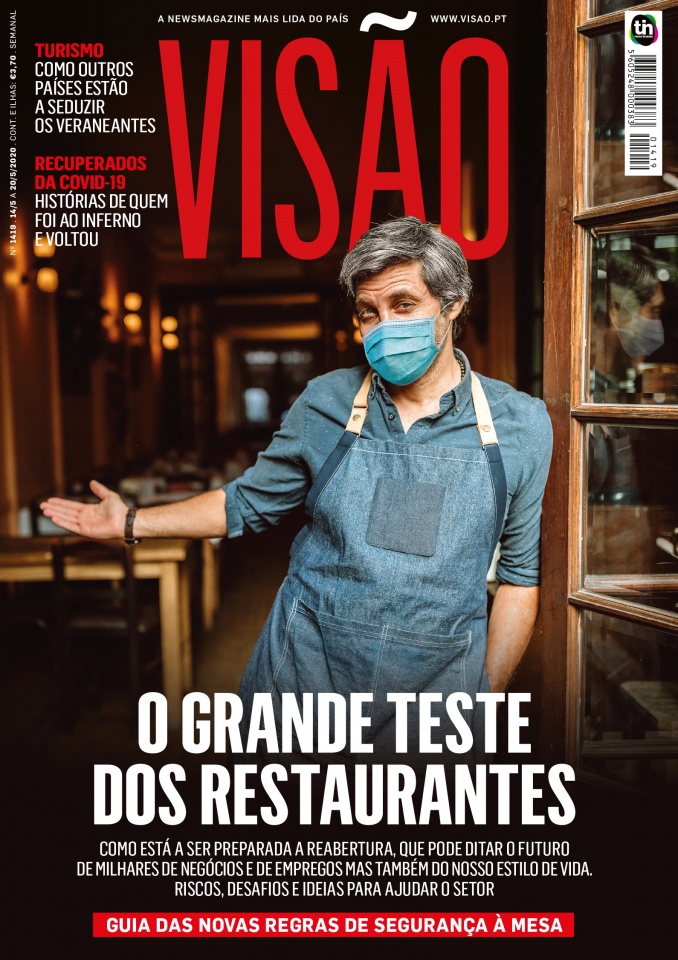 A NEWSMAGAZINE MAIS LIDA DO PAÍS
WWW.VISAO.PT
VISÃO
Nº 1419 . 14/5 A 20/5/2020 . CONT. E ILHAS: €3,70 . SEMANAL
TURISMO
COMO OUTROS
PAÍSES ESTÃO
A SEDUZIR
OS VERANEANTES
RECUPERADOS
DA COVID-19
HISTÓRIAS DE QUEM
FOI AO INFERNO
E VOLTOU
tin
5605248000383
01419
O GRANDE TESTE
DOS RESTAURANTES
COMO ESTÁ A SER PREPARADA A REABERTURA, QUE PODE DITAR O FUTURO
DE MILHARES DE NEGÓCIOS E DE EMPREGOS MAS TAMBÉM DO NOSSO ESTILO DE VIDA.
RISCOS, DESAFIOS E IDEIAS PARA AJUDAR O SETOR
GUIA DAS NOVAS REGRAS DE SEGURANÇA À MESA